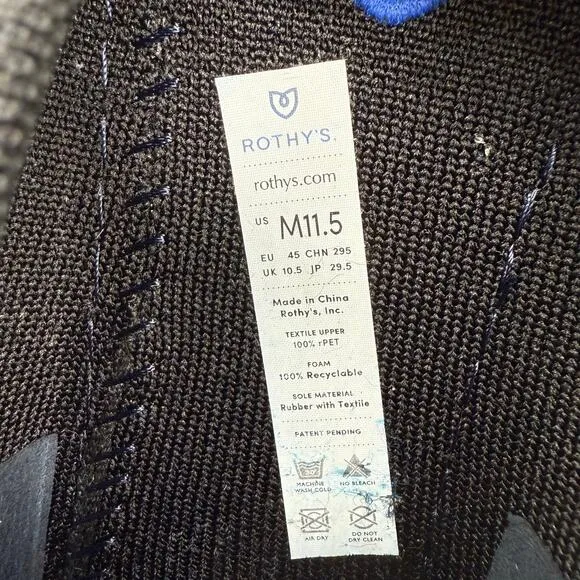 ROTHY'S.
rothys.com
US M11.5
EU 45 CHN 295
UK 10.5 JP 29.5
Made in China
Rothy's, Inc.
TEXTILE UPPER
100% rPET
FOAM
100% Recyclable
SOLE MATERIAL
Rubber with Textile
PATENT PENDING
30°
MACHINE WASH COLD
NO BLEACH
AIR DRY
DO NOT DRY CLEAN